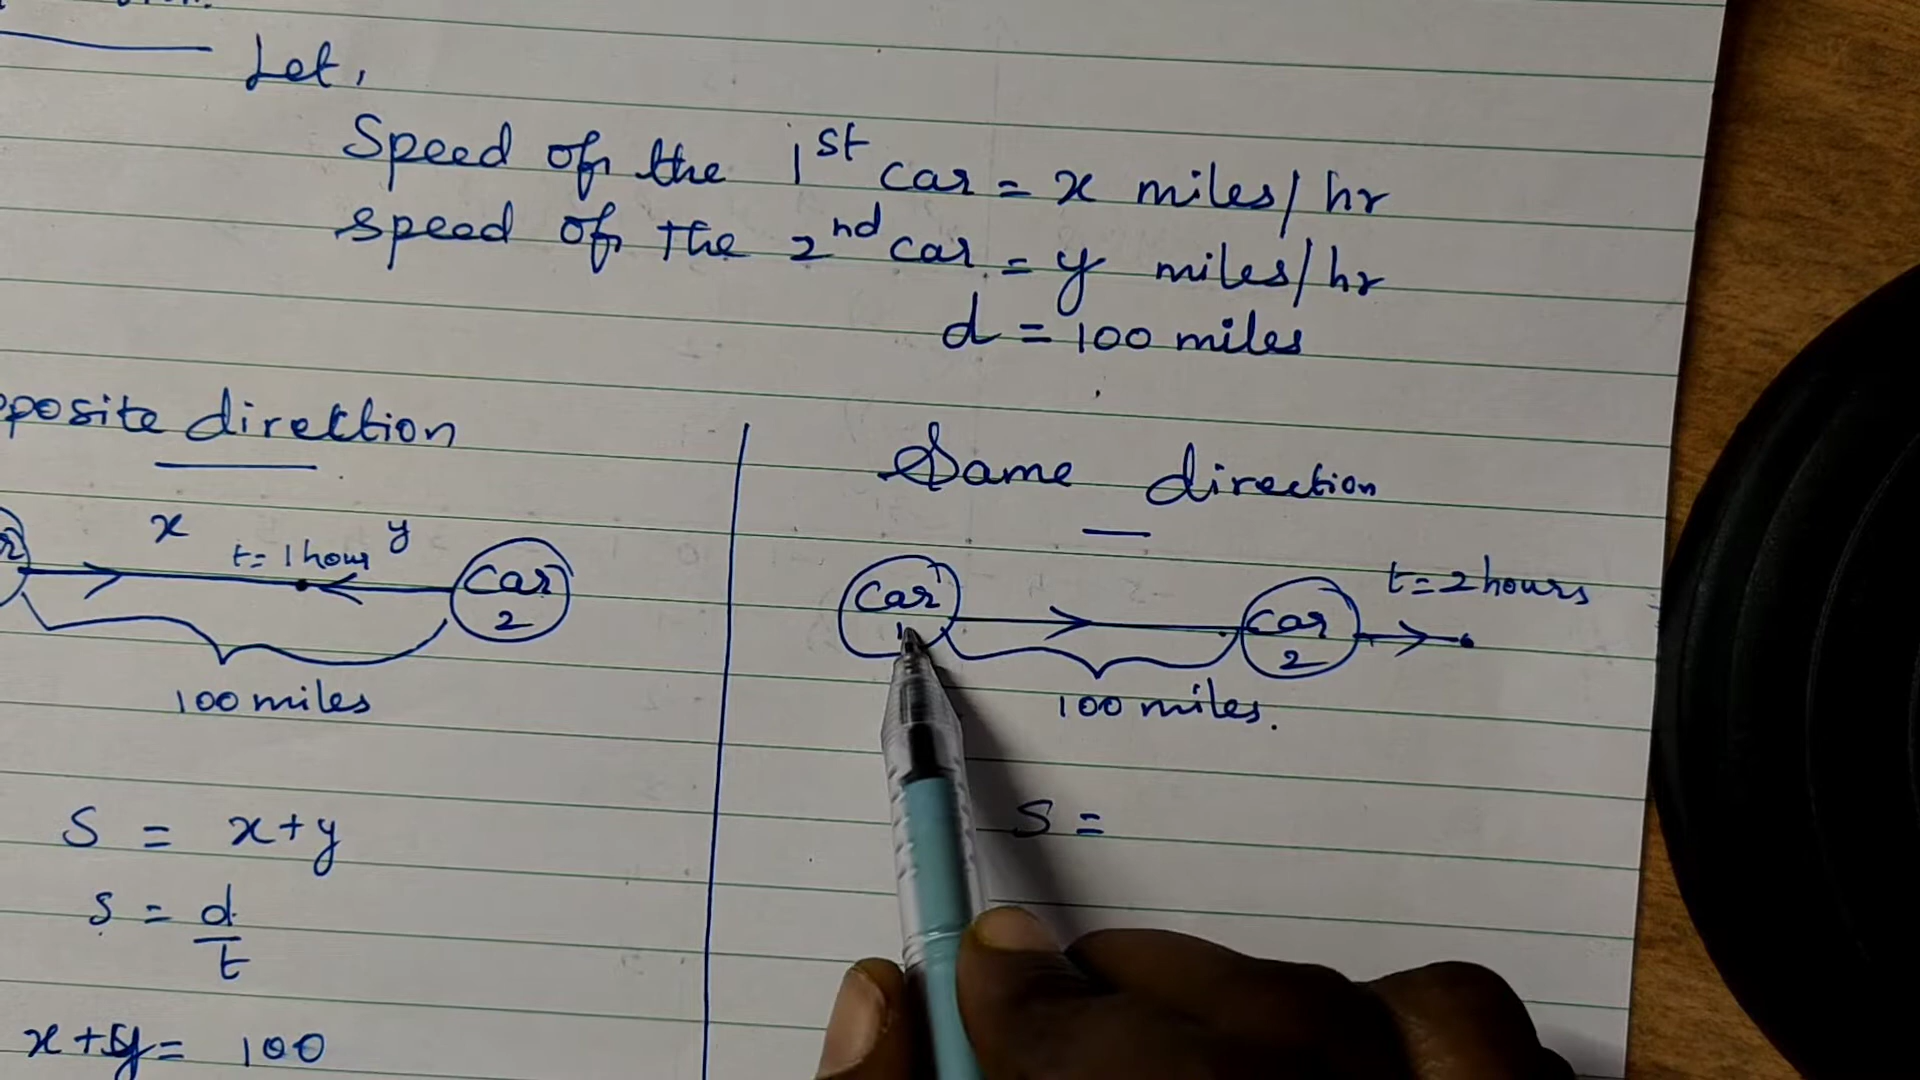 Let,
Speed of the 1st car = x miles/hr
speed of the 2nd car = y miles/hr
d = 100 miles
pposite direction
x
t = 1 hour
y
car
2
100 miles
S = x+y
s = d/t
x+y = 100
Same direction
car
1
car
2
t = 2 hours
100 miles.
S =